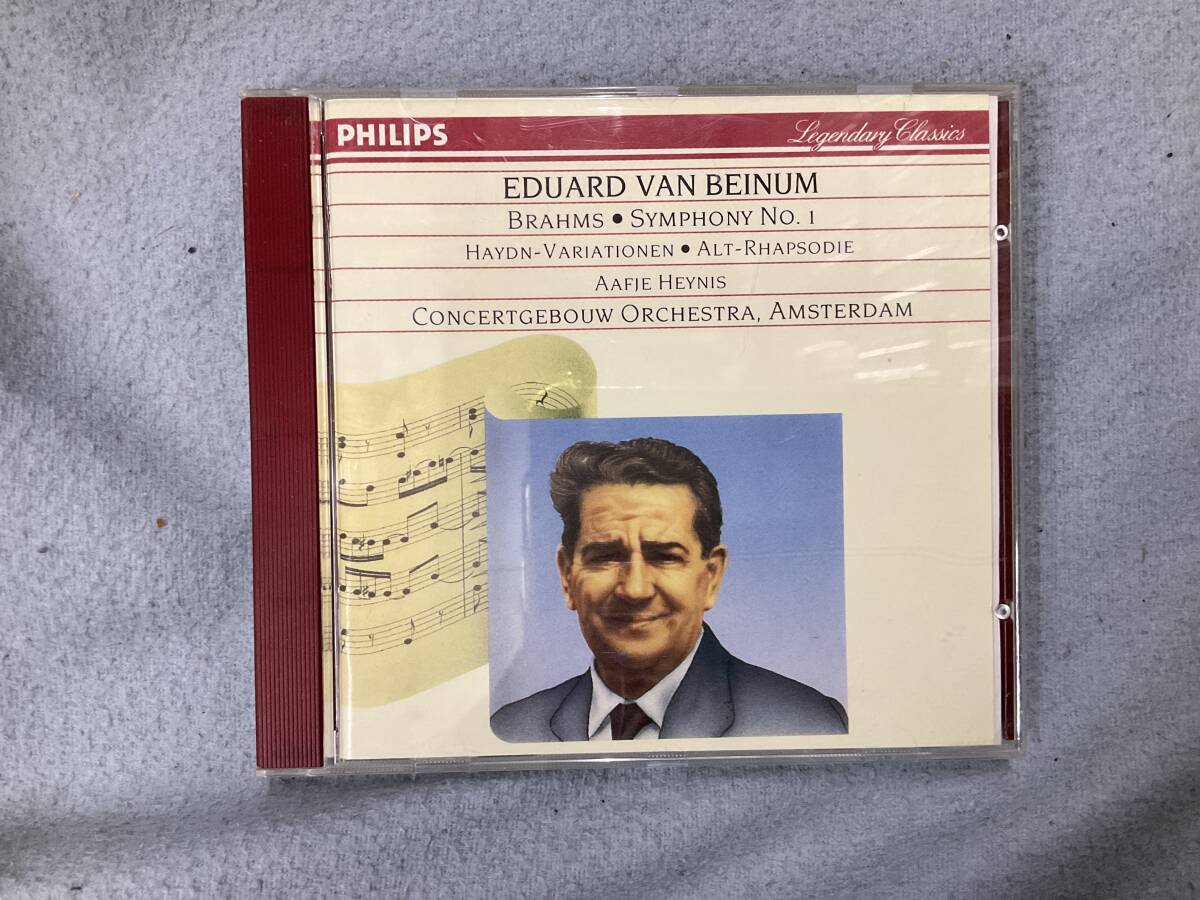 PHILIPS
Legendary Classics
EDUARD VAN BEINUM
BRAHMS • SYMPHONY NO. 1
HAYDN-VARIATIONEN • ALT-RHAPSODIE
AAFJE HEYNIS
CONCERTGEBOUW ORCHESTRA, AMSTERDAM